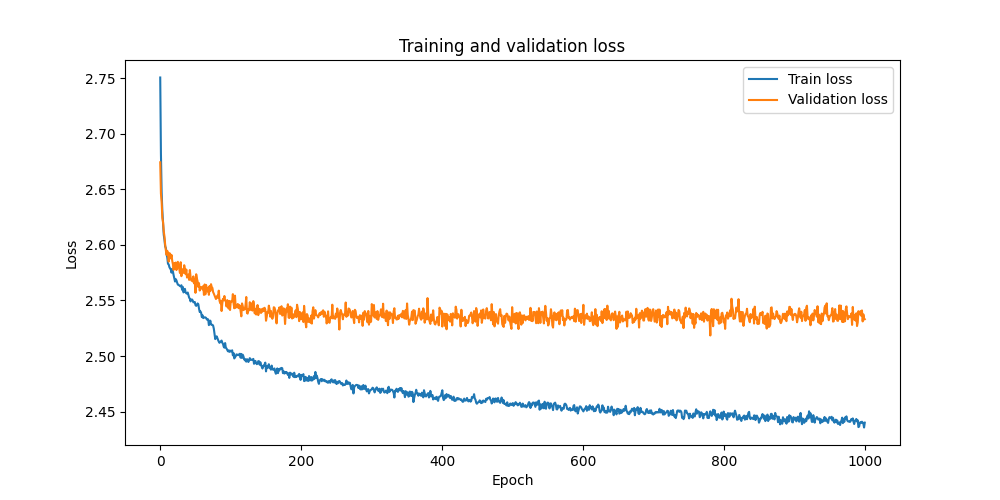 Training and validation loss
Train loss
Validation loss
2.75
2.70
2.65
2.60
2.55
2.50
2.45
Loss
0 200 400 600 800 1000
Epoch